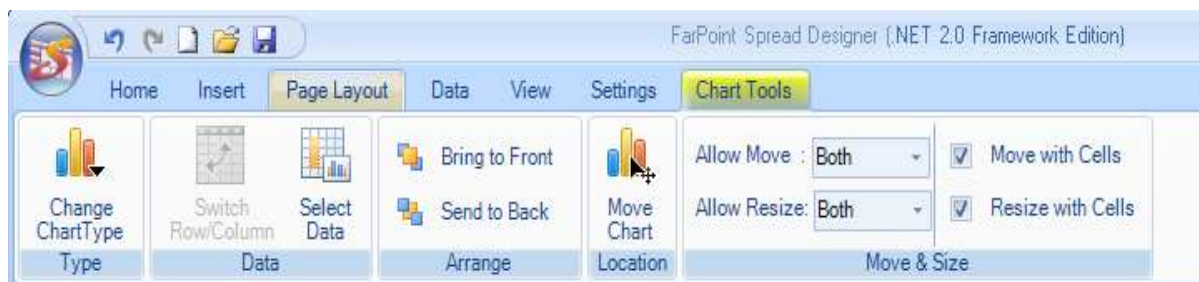 FarPoint Spread Designer (.NET 2.0 Framework Edition)
Home Insert Page Layout Data View Settings Chart Tools
Change ChartType
Switch Row/Column
Select Data
Bring to Front
Send to Back
Move Chart
Allow Move : Both
Allow Resize: Both
Move with Cells
Resize with Cells
Type Data Arrange Location Move & Size